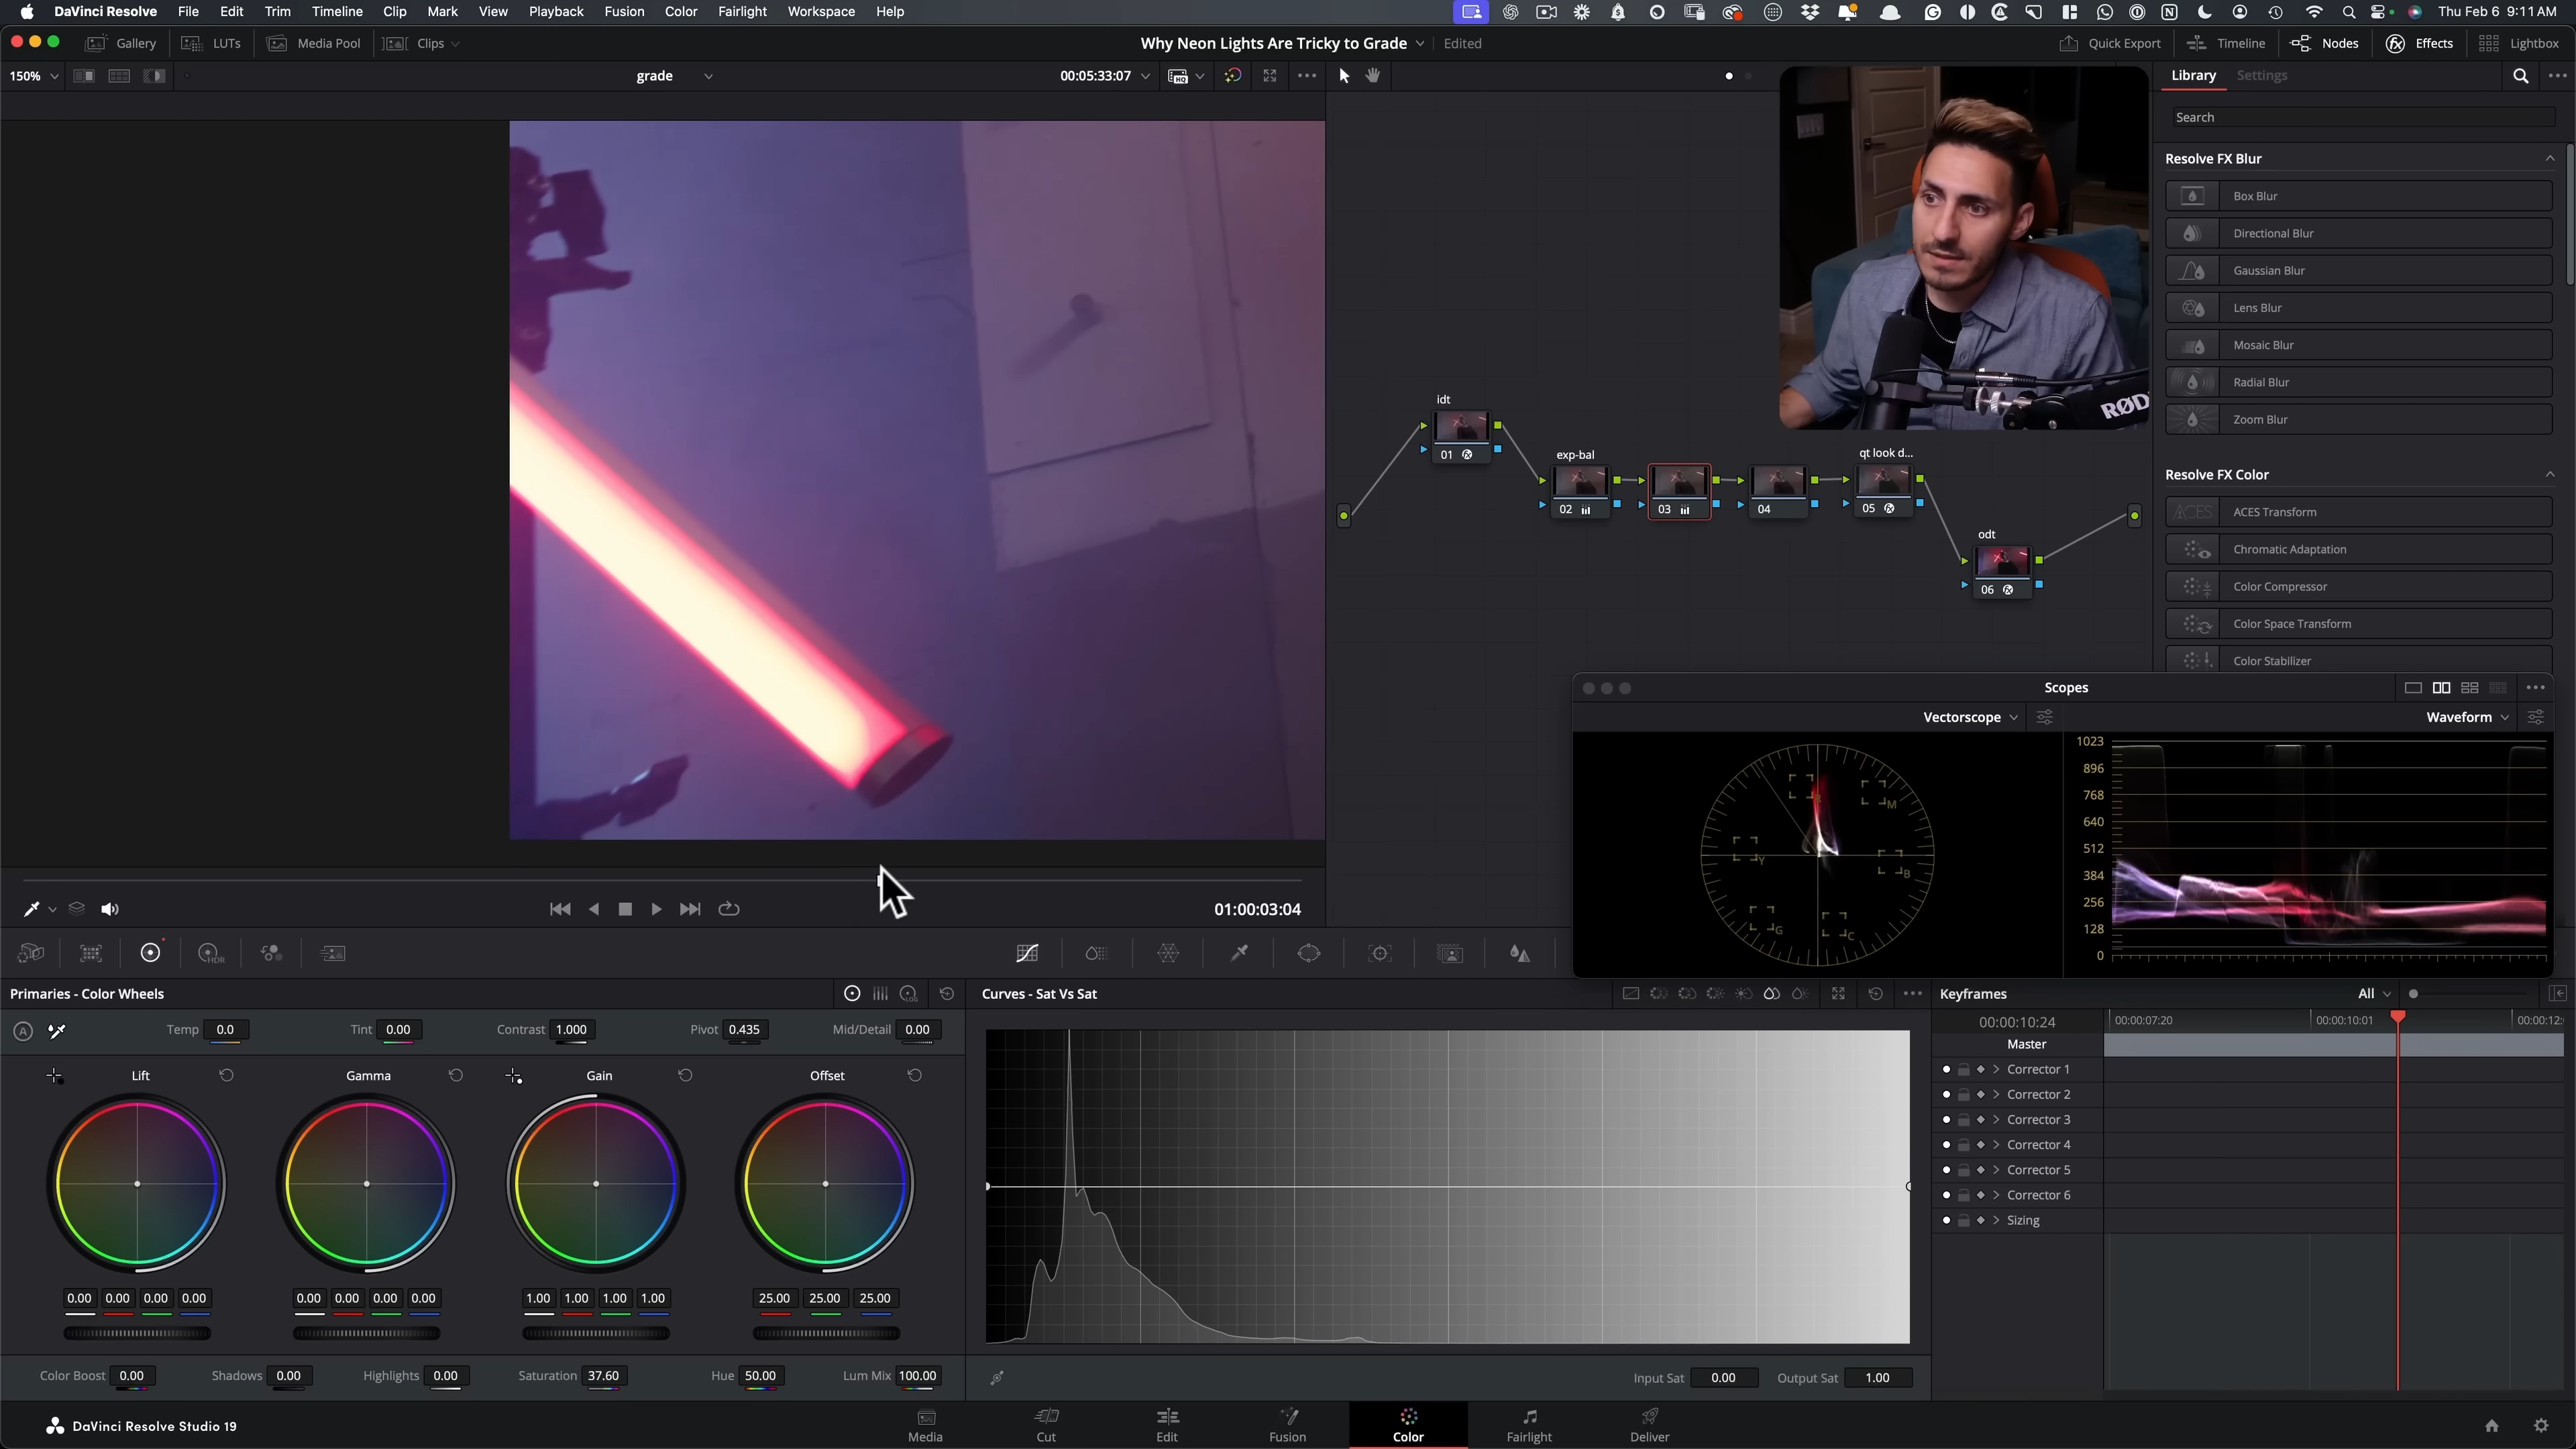 DaVinci Resolve File Edit Trim Timeline Clip Mark View Playback Fusion Color Fairlight Workspace Help Thu Feb 6 9:11 AM
Gallery LUTs Media Pool Clips Why Neon Lights Are Tricky to Grade Edited Quick Export Timeline Nodes Effects Lightbox
150% grade 00:05:33:07 Library Settings
Search
Resolve FX Blur
Box Blur
Directional Blur
Gaussian Blur
Lens Blur
Mosaic Blur
Radial Blur
Zoom Blur
RØD
idt
01
exp-bal
02
03
04
qt look d...
05
odt
06
Resolve FX Color
ACES Transform
Chromatic Adaptation
Color Compressor
Color Space Transform
Color Stabilizer
Scopes
Vectorscope Waveform
R M B C G Y
1023
896
768
640
512
384
256
128
0
01:00:03:04
HDR
Primaries - Color Wheels LOG
Temp 0.0 Tint 0.00 Contrast 1.000 Pivot 0.435 Mid/Detail 0.00
Lift Gamma Gain Offset
0.00 0.00 0.00 0.00 0.00 0.00 0.00 0.00 1.00 1.00 1.00 1.00 25.00 25.00 25.00
Color Boost 0.00 Shadows 0.00 Highlights 0.00 Saturation 37.60 Hue 50.00 Lum Mix 100.00
Curves - Sat Vs Sat
Input Sat 0.00 Output Sat 1.00
Keyframes All
00:00:10:24 00:00:07:20 00:00:10:01 00:00:12:
Master
Corrector 1
Corrector 2
Corrector 3
Corrector 4
Corrector 5
Corrector 6
Sizing
DaVinci Resolve Studio 19 Media Cut Edit Fusion Color Fairlight Deliver